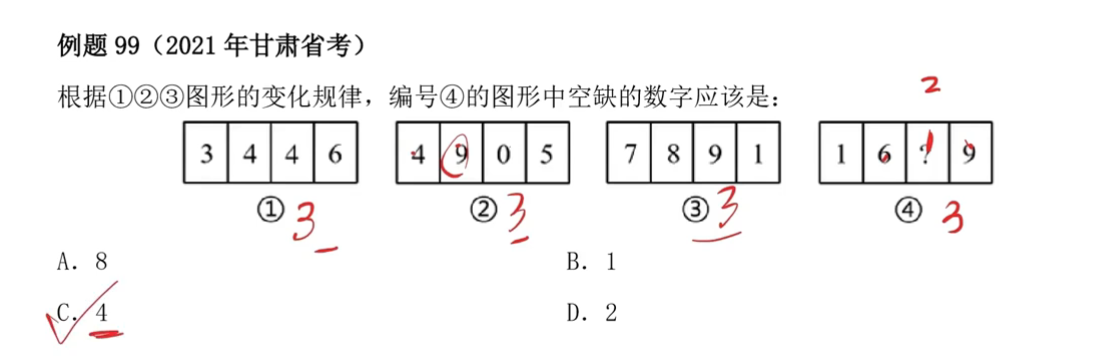 例题 99（2021 年甘肃省考）
2
根据①②③图形的变化规律，编号④的图形中空缺的数字应该是：
3 4 4 6 4 9 0 5 7 8 9 1 1 6 ? 9
① 3 ② 3 ③ 3 ④ 3
A. 8 B. 1
C. 4 D. 2